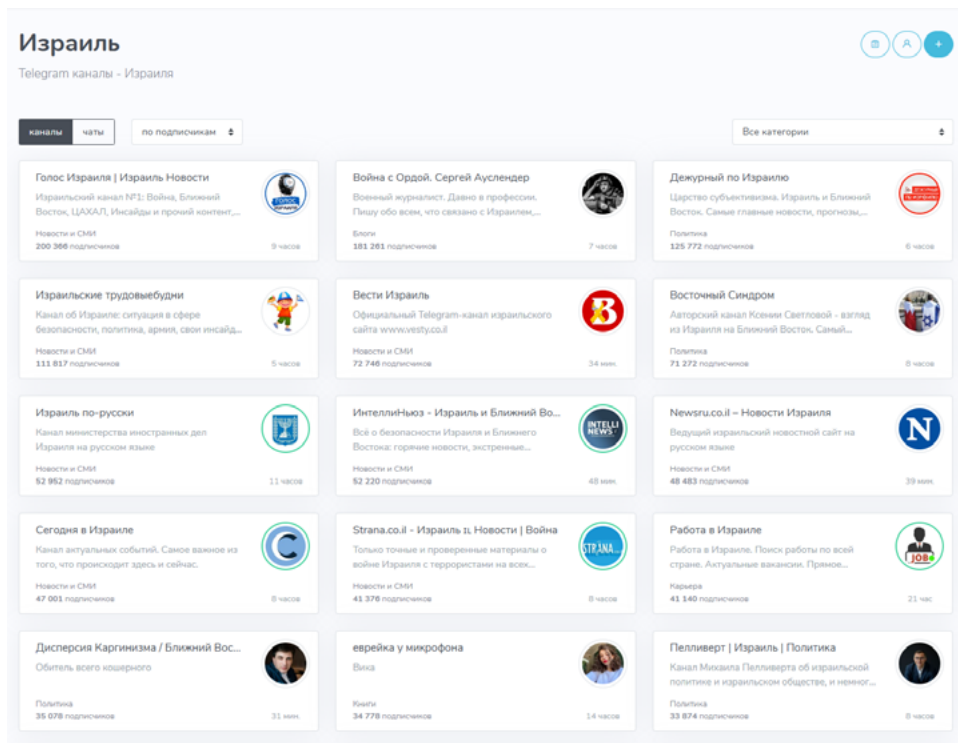 Израиль
Telegram каналы - Израиля
каналы чаты по подписчикам Все категории
Голос Израиля | Израиль Новости
Израильский канал №1: Война, Ближний
Восток, ЦАХАЛ, Инсайды и прочий контент,...
Новости и СМИ
200 366 подписчиков 9 часов
ГОЛОС
ИЗРАИЛЯ
Война с Ордой. Сергей Ауслендер
Военный журналист. Давно в профессии.
Пишу обо всем, что связано с Израилем,...
Блоги
181 261 подписчиков 7 часов
Дежурный по Израилю
Царство субъективизма. Израиль и Ближний
Восток. Самые главные новости, прогнозы,...
Политика
125 772 подписчиков 6 часов
ДЕЖУРНЫЙ
ПО ИЗРАИЛЮ
Израильские трудовыебудни
Канал об Израиле: ситуация в сфере
безопасности, политика, армия, свои инсайд...
Новости и СМИ
111 817 подписчиков 5 часов
Вести Израиль
Официальный Telegram-канал израильского
сайта www.vesty.co.il
Новости и СМИ
72 746 подписчиков 34 мин.
В
Восточный Синдром
Авторский канал Ксении Светловой - взгляд
из Израиля на Ближний Восток. Самый...
Политика
71 272 подписчиков 8 часов
Израиль по-русски
Канал министерства иностранных дел
Израиля на русском языке
Новости и СМИ
52 952 подписчиков 11 часов
ИнтеллиНьюз - Израиль и Ближний Во...
Всё о безопасности Израиля и Ближнего
Востока: горячие новости, экстренные...
Новости и СМИ
52 220 подписчиков 48 мин.
INTELLI
NEWS
Newsru.co.il – Новости Израиля
Ведущий израильский новостной сайт на
русском языке
Новости и СМИ
48 483 подписчиков 39 мин.
N
Сегодня в Израиле
Канал актуальных событий. Самое важное из
того, что происходит здесь и сейчас.
Новости и СМИ
47 001 подписчиков 8 часов
C
Strana.co.il - Израиль Новости | Война
Только точные и проверенные материалы о
войне Израиля с террористами на всех...
Новости и СМИ
41 376 подписчиков 8 часов
STRANA
Работа в Израиле
Работа в Израиле. Поиск работы по всей
стране. Актуальные вакансии. Прямое...
Карьера
41 140 подписчиков 21 час
JOB
Дисперсия Каргинизма / Ближний Вос...
Обитель всего кошерного
Политика
35 078 подписчиков 31 мин.
еврейка у микрофона
Вика
Книги
34 778 подписчиков 14 часов
Пелливерт | Израиль | Политика
Канал Михаила Пелливерта об израильской
политике и израильском обществе, и немног...
Политика
33 874 подписчиков 8 часов